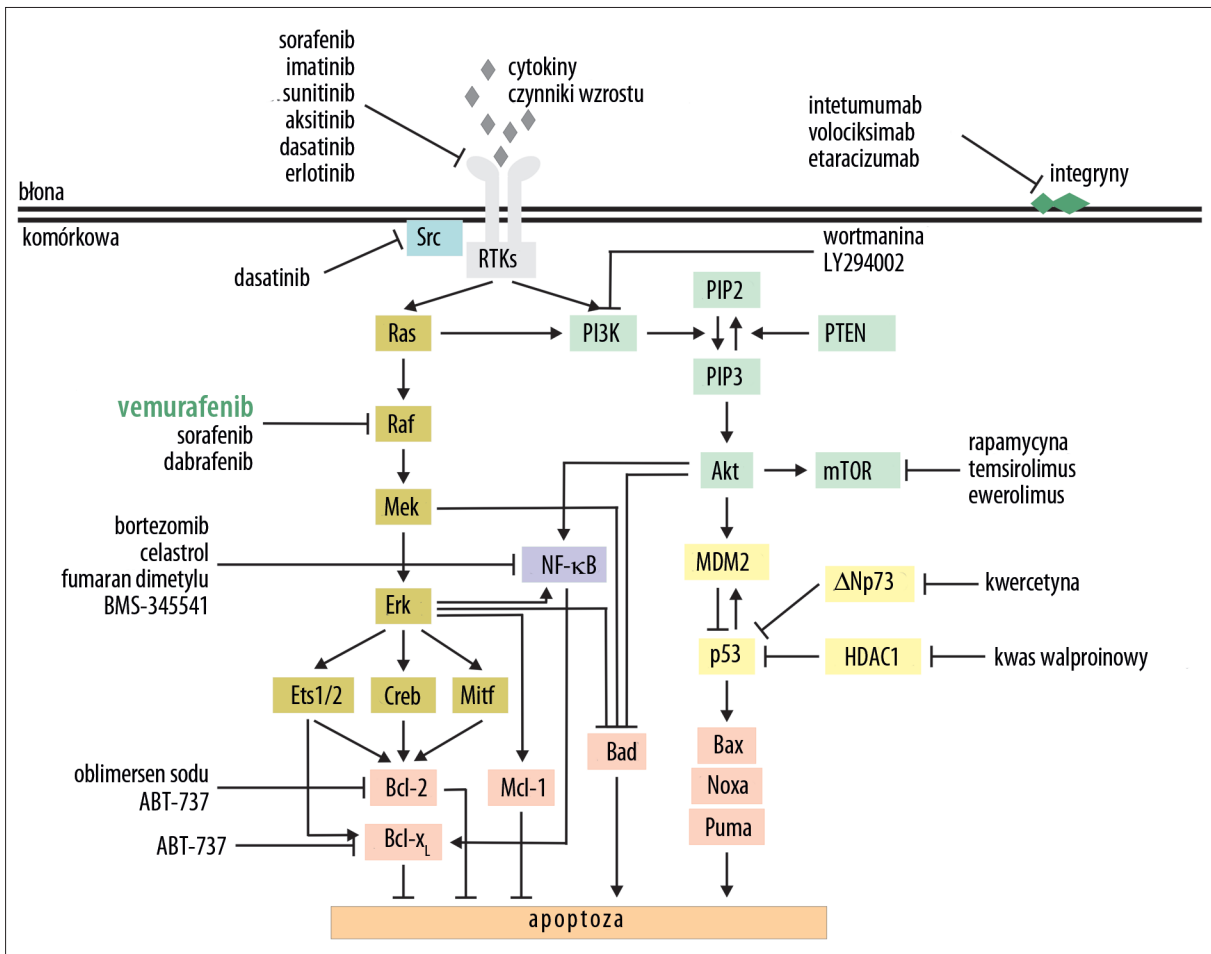 sorafenib
imatinib
sunitinib
aksitinib
dasatinib
erlotinib
cytokiny
czynniki wzrostu
intetumumab
volociksimab
etaracizumab
integryny
błona
komórkowa
Src
RTKs
dasatinib
wortmanina
LY294002
PIP2
Ras
PI3K
PTEN
PIP3
vemurafenib
sorafenib
dabrafenib
Raf
Akt
mTOR
rapamycyna
temsirolimus
ewerolimus
Mek
bortezomib
celastrol
fumaran dimetylu
BMS-345541
NF-κB
MDM2
ΔNp73
kwercetyna
Erk
p53
HDAC1
kwas walproinowy
Ets1/2
Creb
Mitf
Bad
Bax
oblimersen sodu
ABT-737
Bcl-2
Mcl-1
Noxa
Puma
ABT-737
Bcl-xL
apoptoza